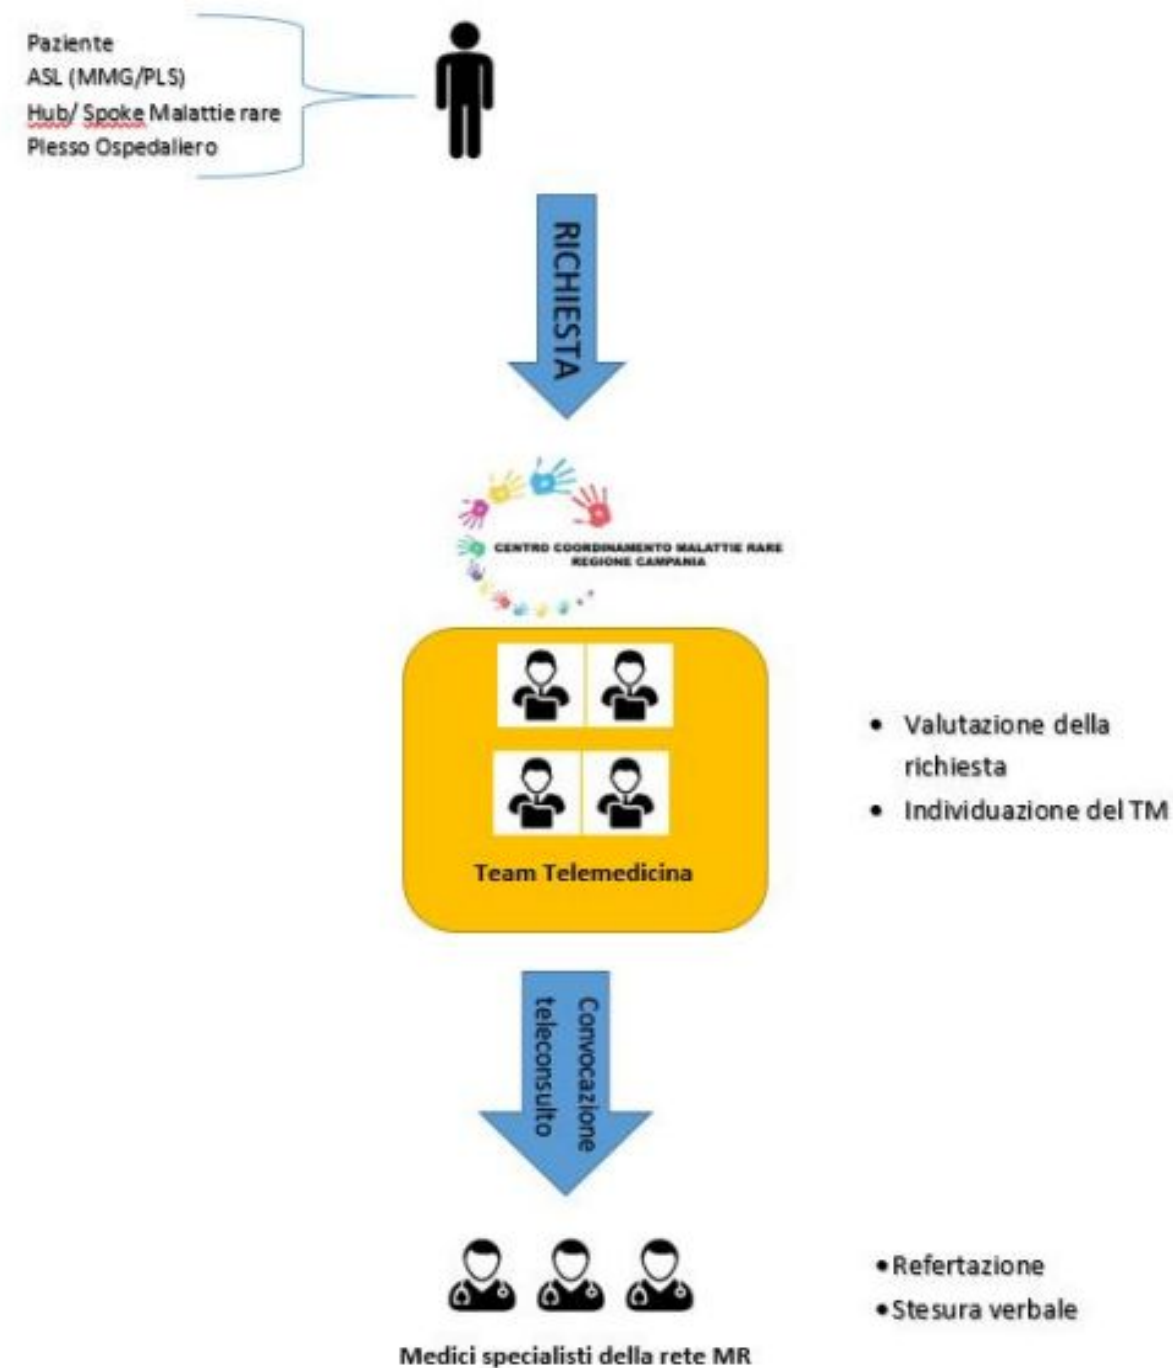 Paziente
ASL (MMG/PLS)
Hub/ Spoke Malattie rare
Plesso Ospedaliero
RICHIESTA
CENTRO COORDINAMENTO MALATTIE RARE
REGIONE CAMPANIA
Team Telemedicina
• Valutazione della
richiesta
• Individuazione del TM
Convocazione
teleconsulto
•Refertazione
•Stesura verbale
Medici specialisti della rete MR